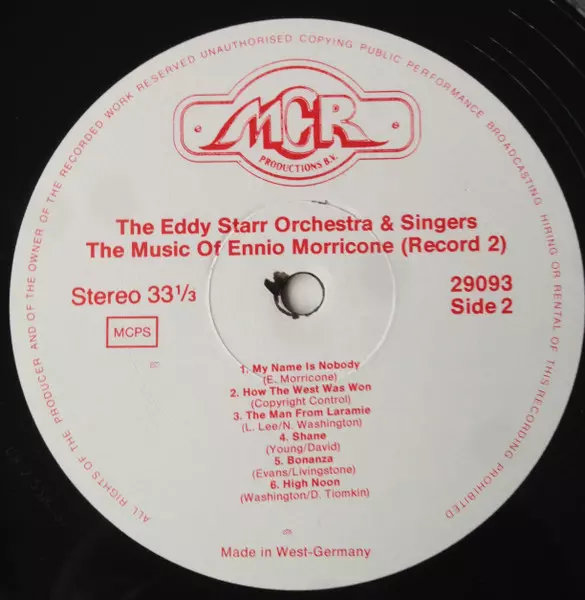 ALL RIGHTS OF THE PRODUCER AND OF THE OWNER OF THE RECORDED WORK RESERVED UNAUTHORISED COPYING PUBLIC PERFORMANCE BROADCASTING HIRING OR RENTAL OF THIS RECORDING PROHIBITED
MCR
PRODUCTIONS B.V.
The Eddy Starr Orchestra & Singers
The Music Of Ennio Morricone (Record 2)
Stereo 33 1/3
29093
Side 2
MCPS
1. My Name Is Nobody
(E. Morricone)
2. How The West Was Won
(Copyright Control)
3. The Man From Laramie
(L. Lee/N. Washington)
4. Shane
(Young/David)
5. Bonanza
(Evans/Livingstone)
6. High Noon
(Washington/D. Tiomkin)
Made in West-Germany